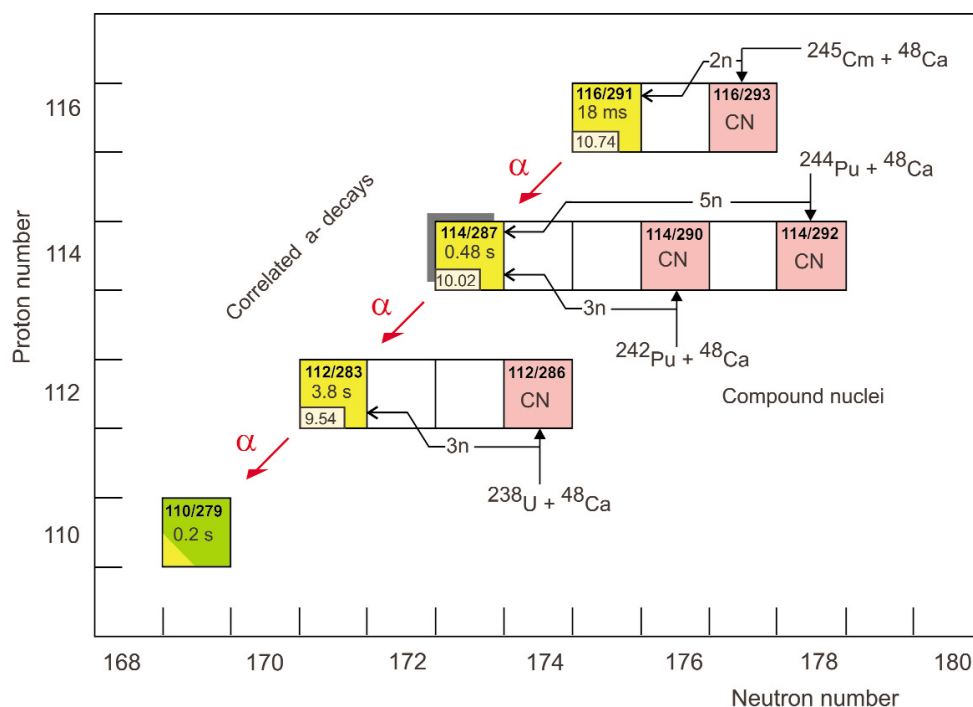 245Cm + 48Ca
2n
116/291
18 ms
10.74
116/293
CN
116
α
244Pu + 48Ca
5n
114/287
0.48 s
10.02
114/290
CN
114/292
CN
114
Correlated a- decays
α
3n
242Pu + 48Ca
Proton number
112/283
3.8 s
9.54
112/286
CN
112
Compound nuclei
α
3n
238U + 48Ca
110/279
0.2 s
110
168
170
172
174
176
178
180
Neutron number